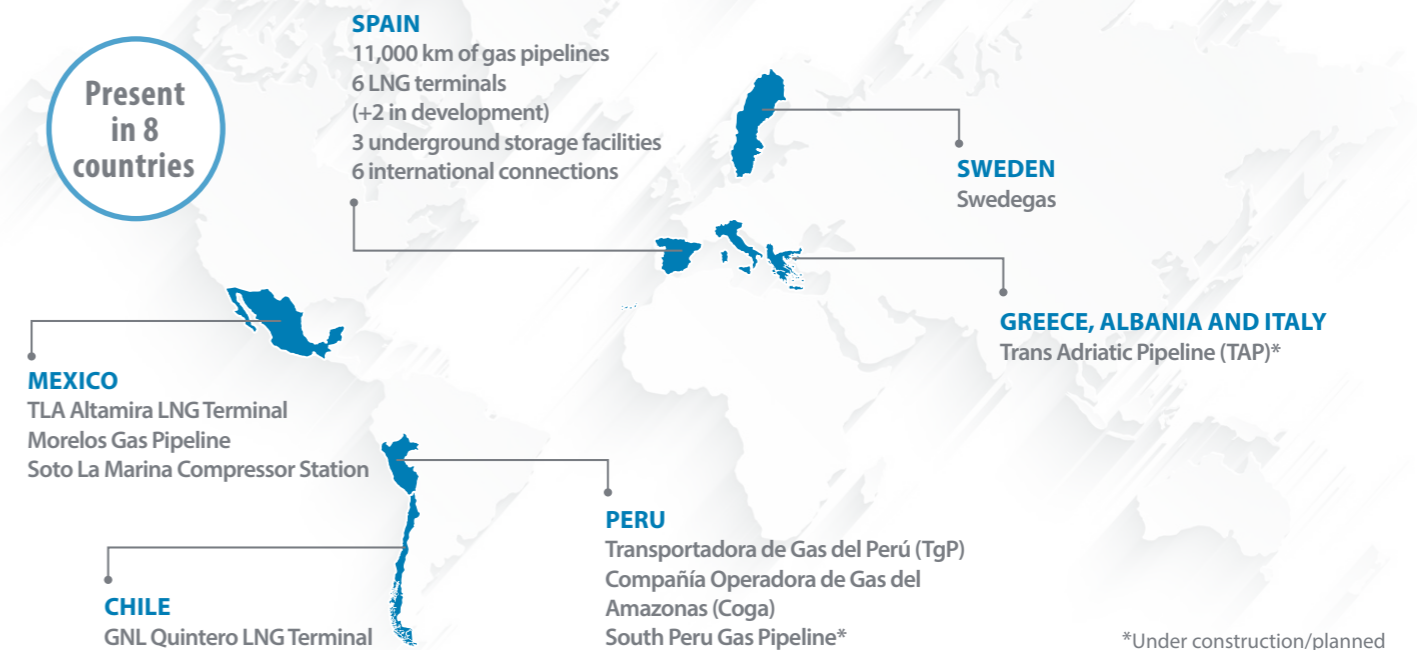 Present
in 8
countries
SPAIN
11,000 km of gas pipelines
6 LNG terminals
(+2 in development)
3 underground storage facilities
6 international connections
SWEDEN
Swedegas
GREECE, ALBANIA AND ITALY
Trans Adriatic Pipeline (TAP)*
MEXICO
TLA Altamira LNG Terminal
Morelos Gas Pipeline
Soto La Marina Compressor Station
PERU
Transportadora de Gas del Perú (TgP)
Compañía Operadora de Gas del
Amazonas (Coga)
South Peru Gas Pipeline*
CHILE
GNL Quintero LNG Terminal
*Under construction/planned